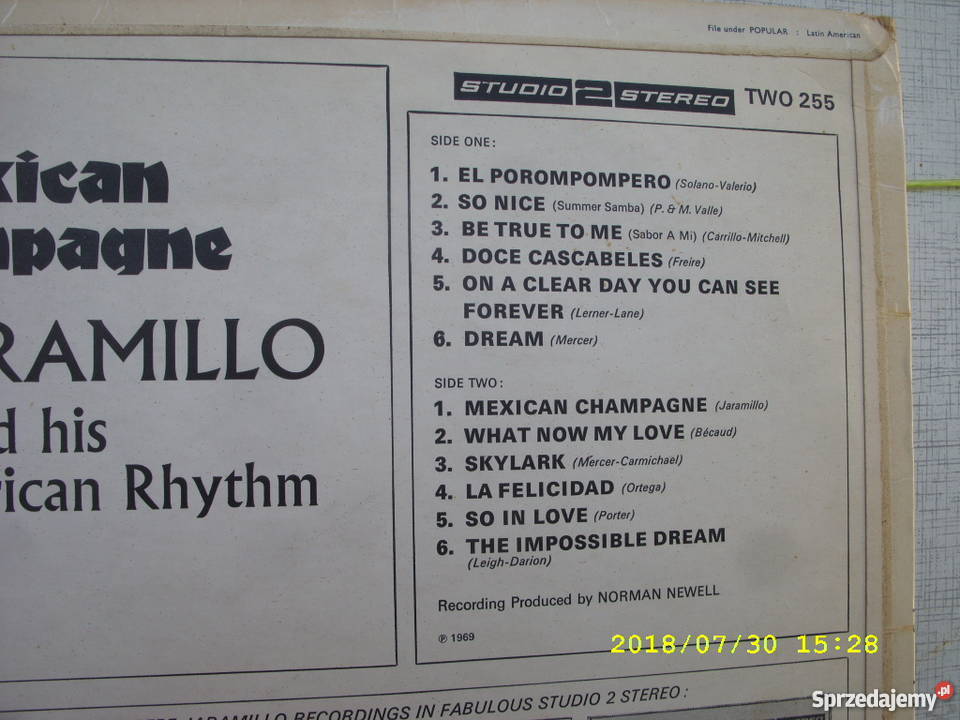 File under POPULAR : Latin American
STUDIO 2 STEREO TWO 255
xican
mpagne
RAMILLO
d his
rican Rhythm
SIDE ONE:
1. EL POROMPOMPERO (Solano-Valerio)
2. SO NICE (Summer Samba) (P. & M. Valle)
3. BE TRUE TO ME (Sabor A Mi) (Carrillo-Mitchell)
4. DOCE CASCABELES (Freire)
5. ON A CLEAR DAY YOU CAN SEE
FOREVER (Lerner-Lane)
6. DREAM (Mercer)
SIDE TWO:
1. MEXICAN CHAMPAGNE (Jaramillo)
2. WHAT NOW MY LOVE (Bécaud)
3. SKYLARK (Mercer-Carmichael)
4. LA FELICIDAD (Ortega)
5. SO IN LOVE (Porter)
6. THE IMPOSSIBLE DREAM
(Leigh-Darion)
Recording Produced by NORMAN NEWELL
℗ 1969
2018/07/30 15:28
JARAMILLO RECORDINGS IN FABULOUS STUDIO 2 STEREO:
Sprzedajemy.pl